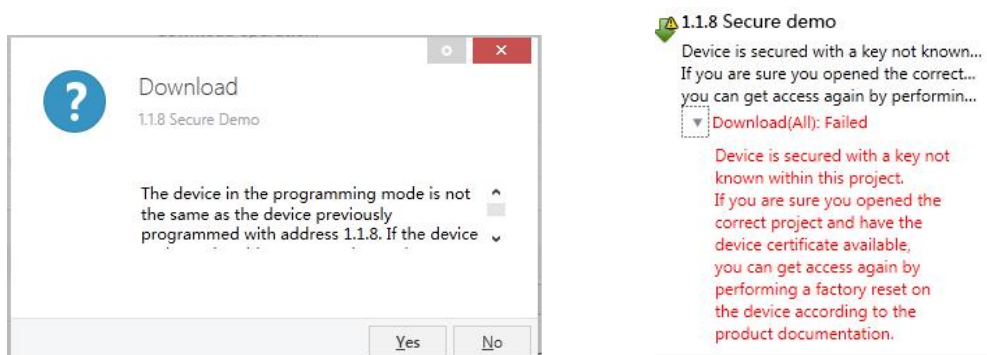 Download
1.1.8 Secure Demo
The device in the programming mode is not
the same as the device previously
programmed with address 1.1.8. If the device
Yes
No
1.1.8 Secure demo
Device is secured with a key not known...
If you are sure you opened the correct...
you can get access again by performin...
Download(All): Failed
Device is secured with a key not
known within this project.
If you are sure you opened the
correct project and have the
device certificate available,
you can get access again by
performing a factory reset on
the device according to the
product documentation.